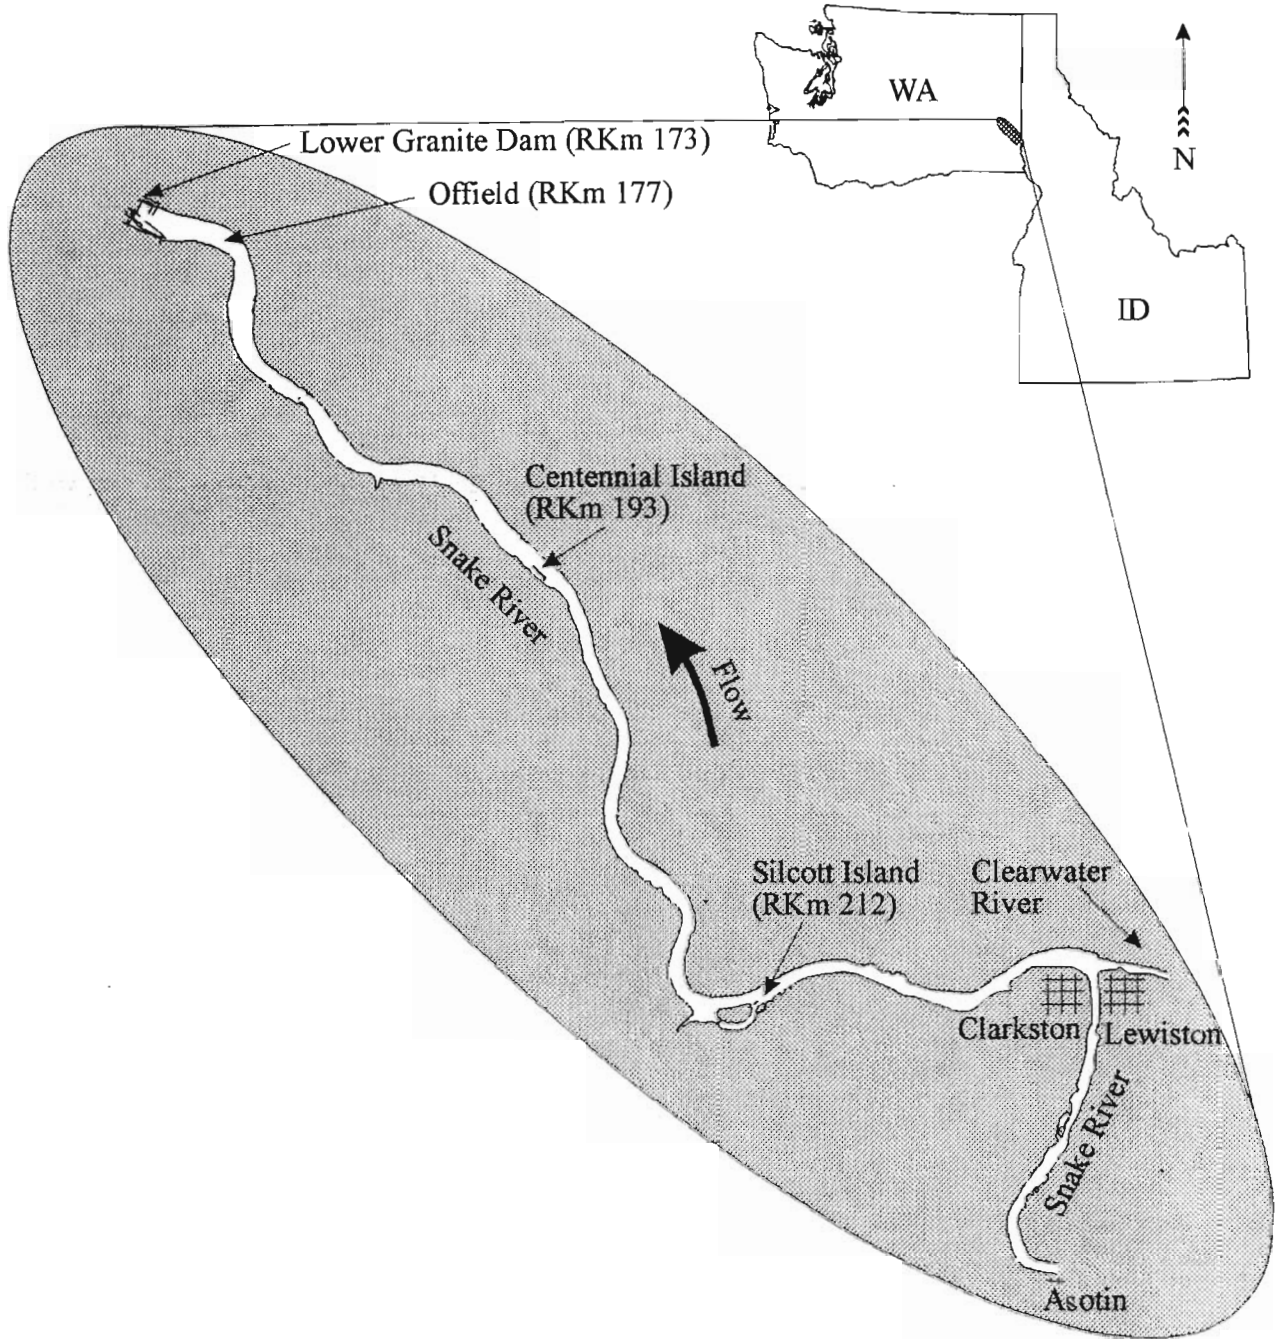 WA
N
ID
Lower Granite Dam (RKm 173)
Offield (RKm 177)
Centennial Island
(RKm 193)
Snake River
Flow
Silcott Island
(RKm 212)
Clearwater
River
Clarkston
Lewiston
Snake River
Asotin